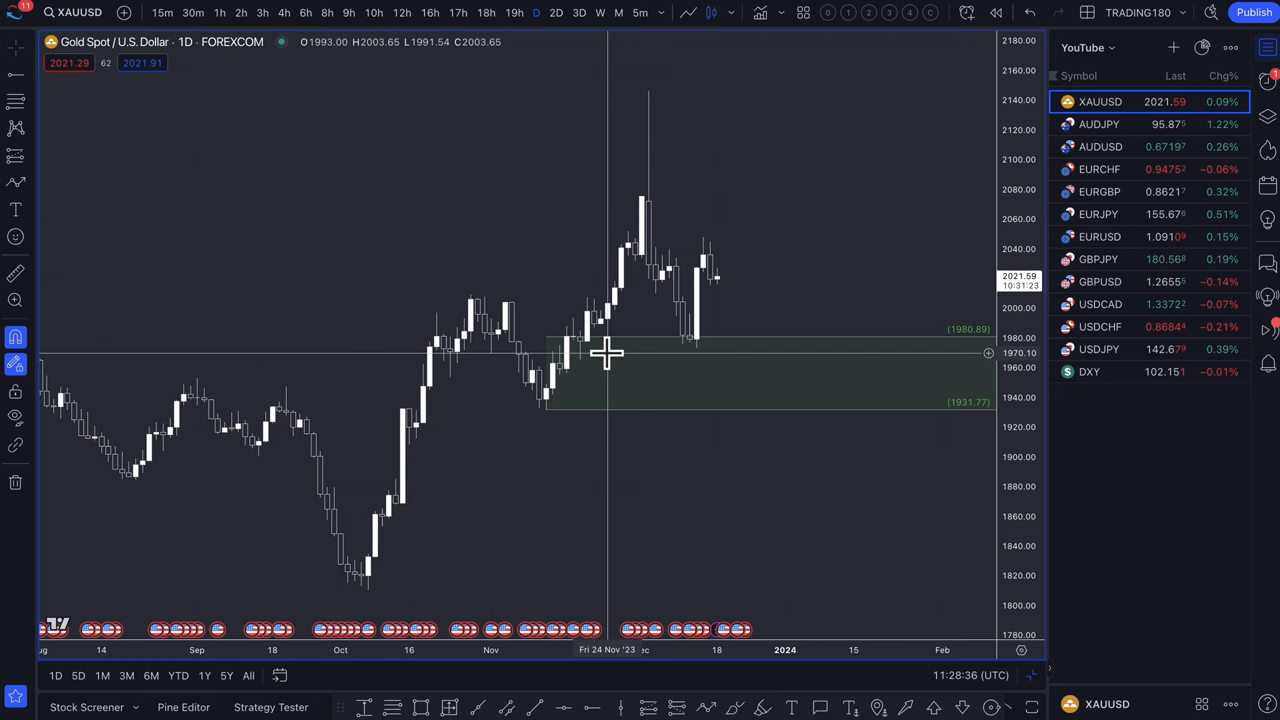 11
XAUUSD
15m 30m 1h 2h 3h 4h 6h 8h 9h 10h 12h 16h 17h 18h 19h D 2D 3D W M 5m
0 1 2 3 4 C
TRADING180
Publish
Gold Spot / U.S. Dollar · 1D · FOREXCOM
O1993.00 H2003.65 L1991.54 C2003.65
2021.29 62 2021.91
2180.00
2160.00
2140.00
2120.00
2100.00
2080.00
2060.00
2040.00
2021.59
10:31:23
2000.00
(1980.89)
1980.00
1970.10
1960.00
(1931.77)
1940.00
1920.00
1900.00
1880.00
1860.00
1840.00
1820.00
1800.00
1780.00
ug 14 Sep 18 Oct 16 Nov Fri 24 Nov '23 ec 18 2024 15 Feb
1D 5D 1M 3M 6M YTD 1Y 5Y All
11:28:36 (UTC)
Stock Screener Pine Editor Strategy Tester
YouTube
Symbol Last Chg%
XAUUSD 2021.59 0.09%
AUDJPY 95.875 1.22%
AUDUSD 0.67197 0.26%
EURCHF 0.94752 −0.06%
EURGBP 0.86217 0.32%
EURJPY 155.676 0.51%
EURUSD 1.09109 0.15%
GBPJPY 180.568 0.19%
GBPUSD 1.26555 −0.14%
USDCAD 1.33722 −0.07%
USDCHF 0.86844 −0.21%
USDJPY 142.679 0.39%
DXY 102.151 −0.01%
XAUUSD
1